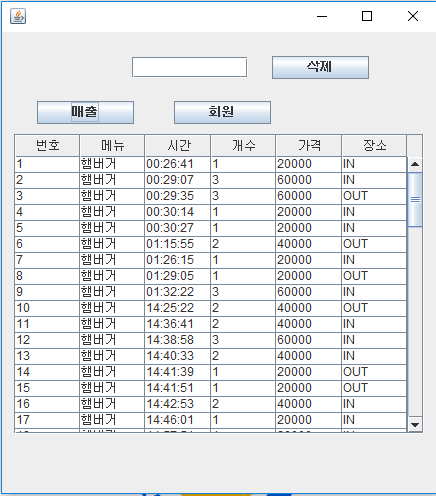 삭제
매출 회원
번호 메뉴 시간 개수 가격 장소
1 햄버거 00:26:41 1 20000 IN
2 햄버거 00:29:07 3 60000 IN
3 햄버거 00:29:35 3 60000 OUT
4 햄버거 00:30:14 1 20000 IN
5 햄버거 00:30:27 1 20000 IN
6 햄버거 01:15:55 2 40000 OUT
7 햄버거 01:26:15 1 20000 IN
8 햄버거 01:29:05 1 20000 OUT
9 햄버거 01:32:22 3 60000 IN
10 햄버거 14:25:22 2 40000 OUT
11 햄버거 14:36:41 2 40000 IN
12 햄버거 14:38:58 3 60000 IN
13 햄버거 14:40:33 2 40000 IN
14 햄버거 14:41:39 1 20000 OUT
15 햄버거 14:41:51 1 20000 OUT
16 햄버거 14:42:53 2 40000 IN
17 햄버거 14:46:01 1 20000 IN